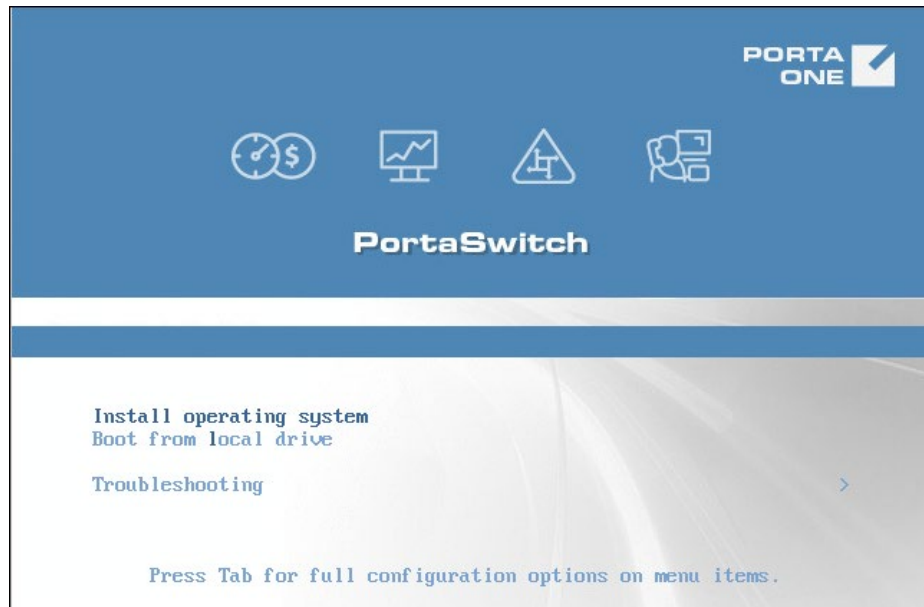 PORTA
ONE
$
PortaSwitch
Install operating system
Boot from local drive
Troubleshooting >
Press Tab for full configuration options on menu items.